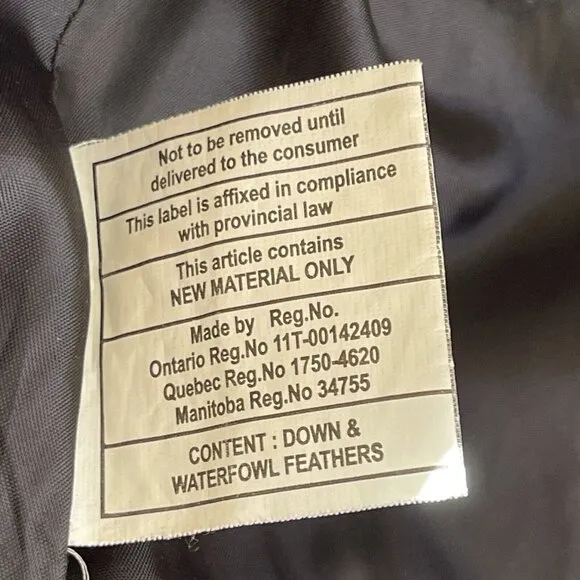 Not to be removed until
delivered to the consumer
This label is affixed in compliance
with provincial law
This article contains
NEW MATERIAL ONLY
Made by Reg.No.
Ontario Reg.No 11T-00142409
Quebec Reg.No 1750-4620
Manitoba Reg.No 34755
CONTENT : DOWN &
WATERFOWL FEATHERS